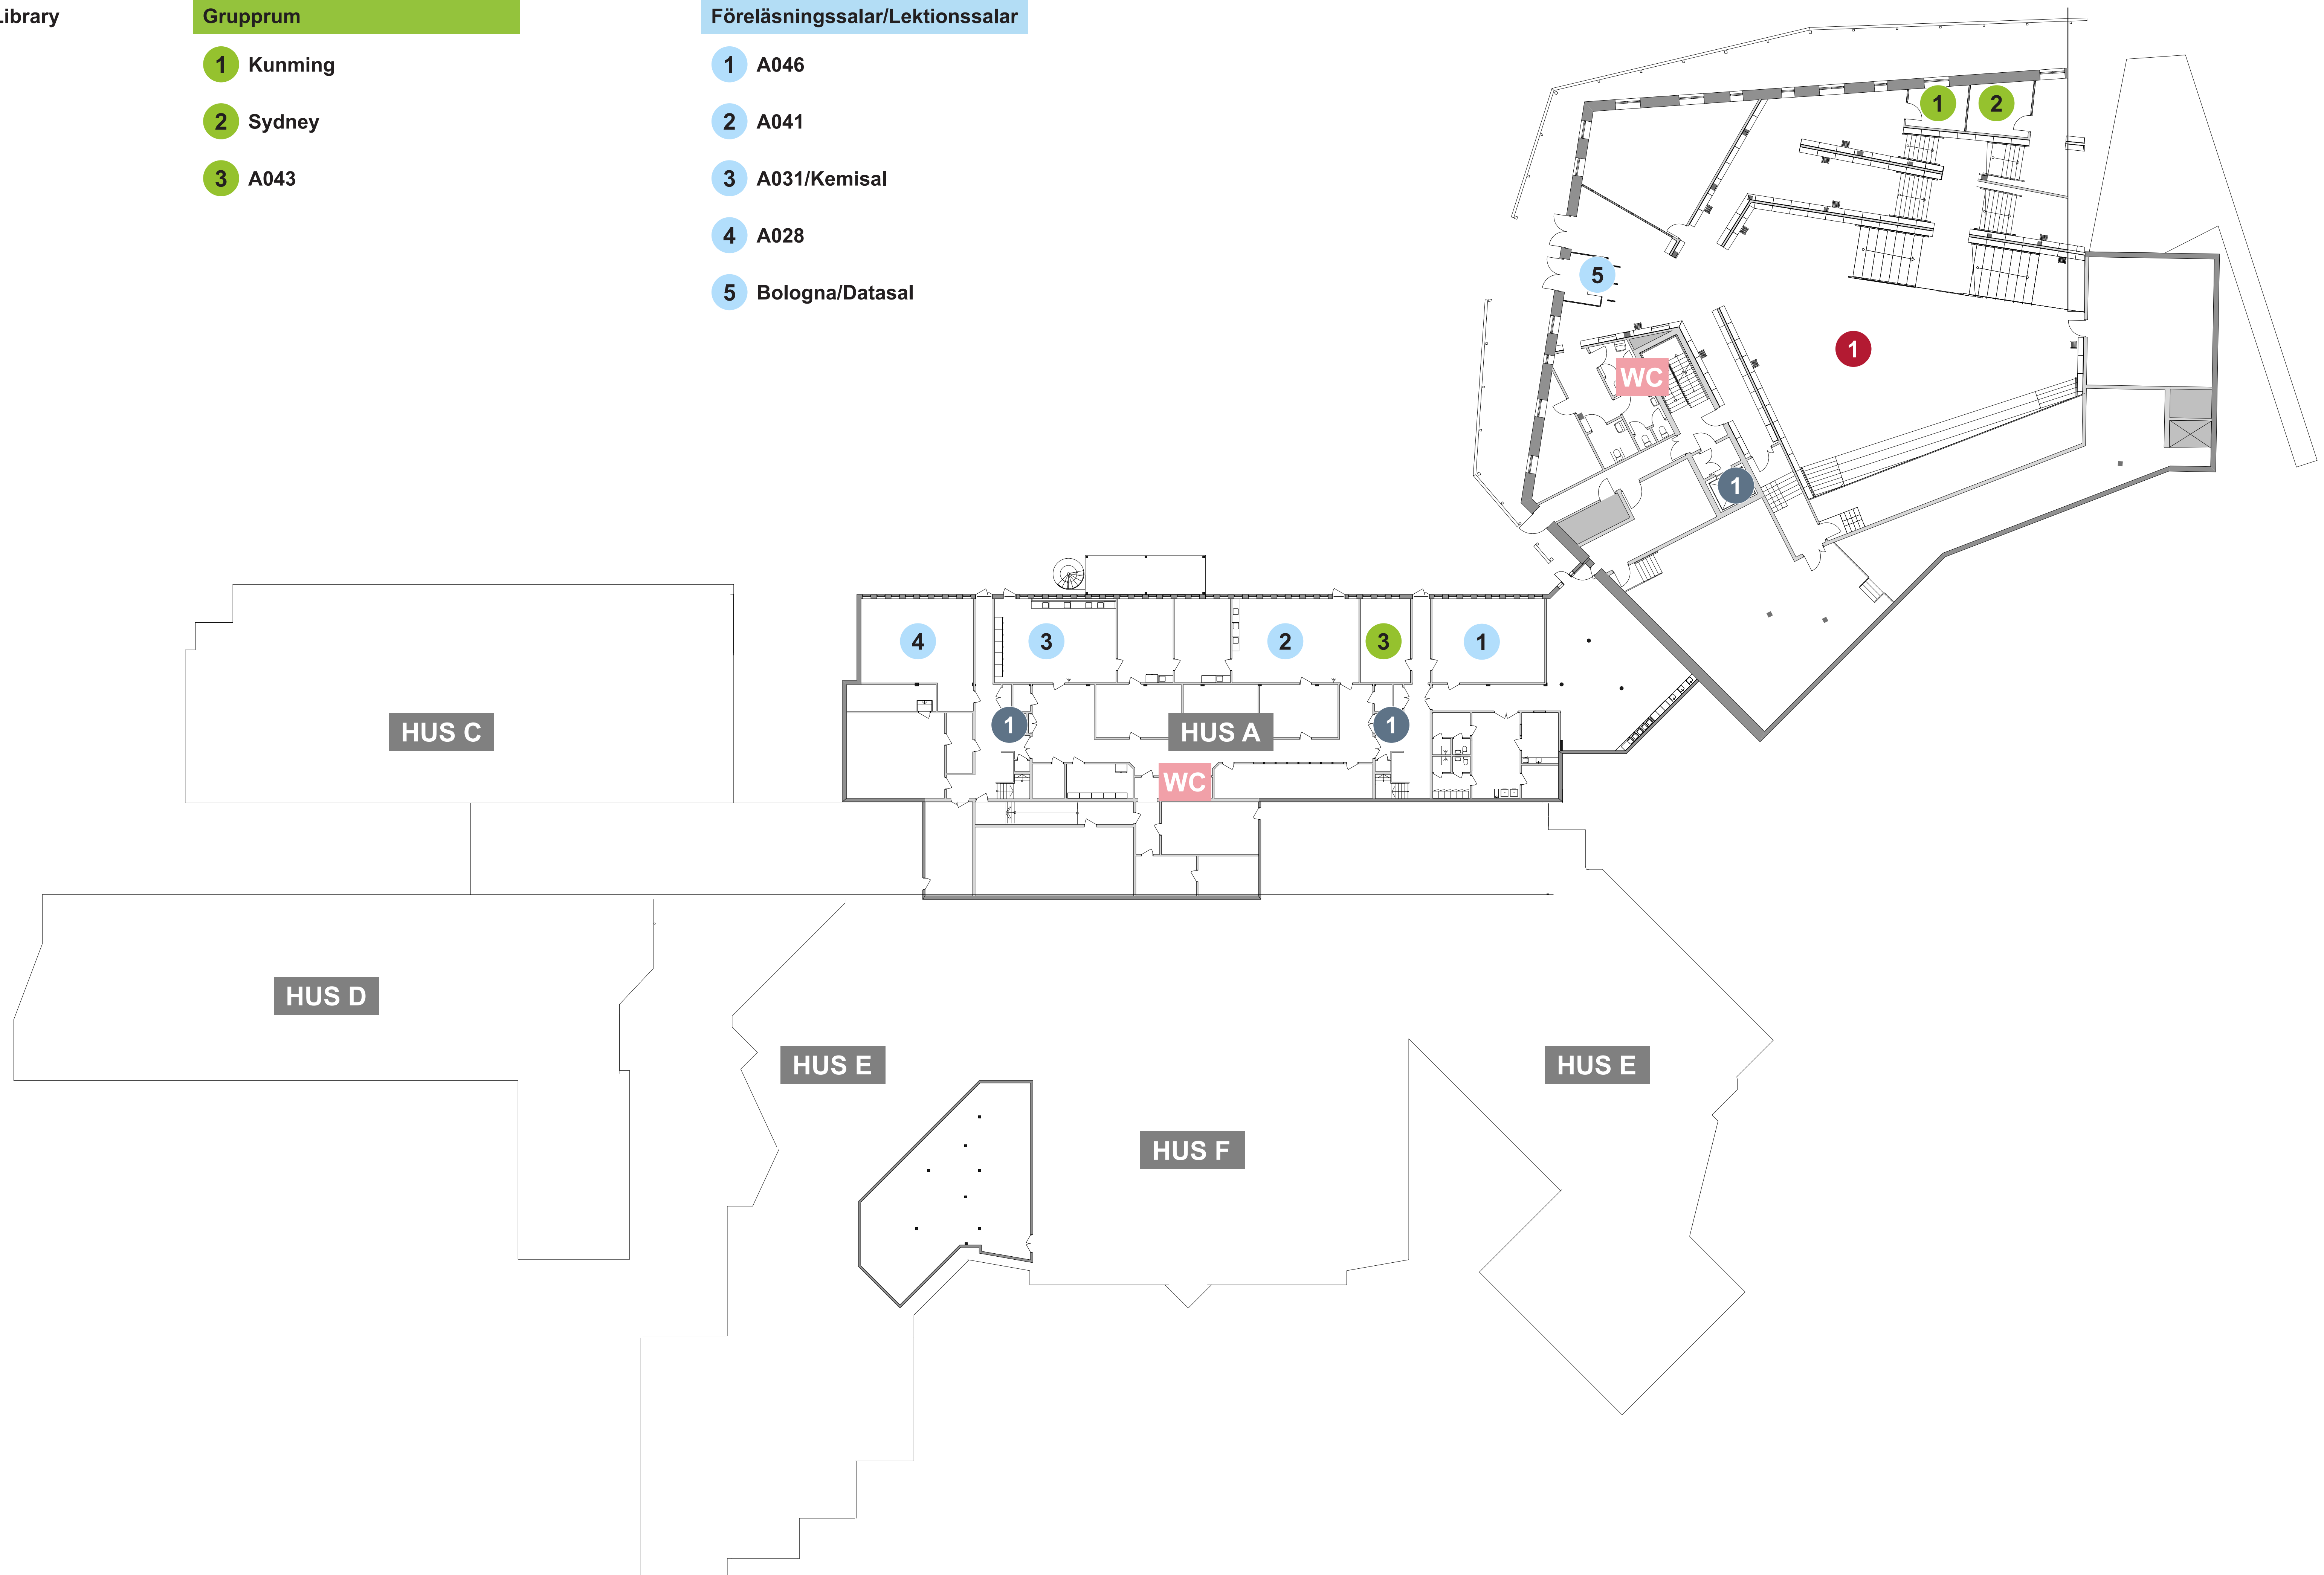 Library
Grupprum
1 Kunming
2 Sydney
3 A043
Föreläsningssalar/Lektionssalar
1 A046
2 A041
3 A031/Kemisal
4 A028
5 Bologna/Datasal
1
2
5
1
WC
1
4
3
2
3
1
1
1
HUS C
HUS A
WC
HUS D
HUS E
HUS E
HUS F